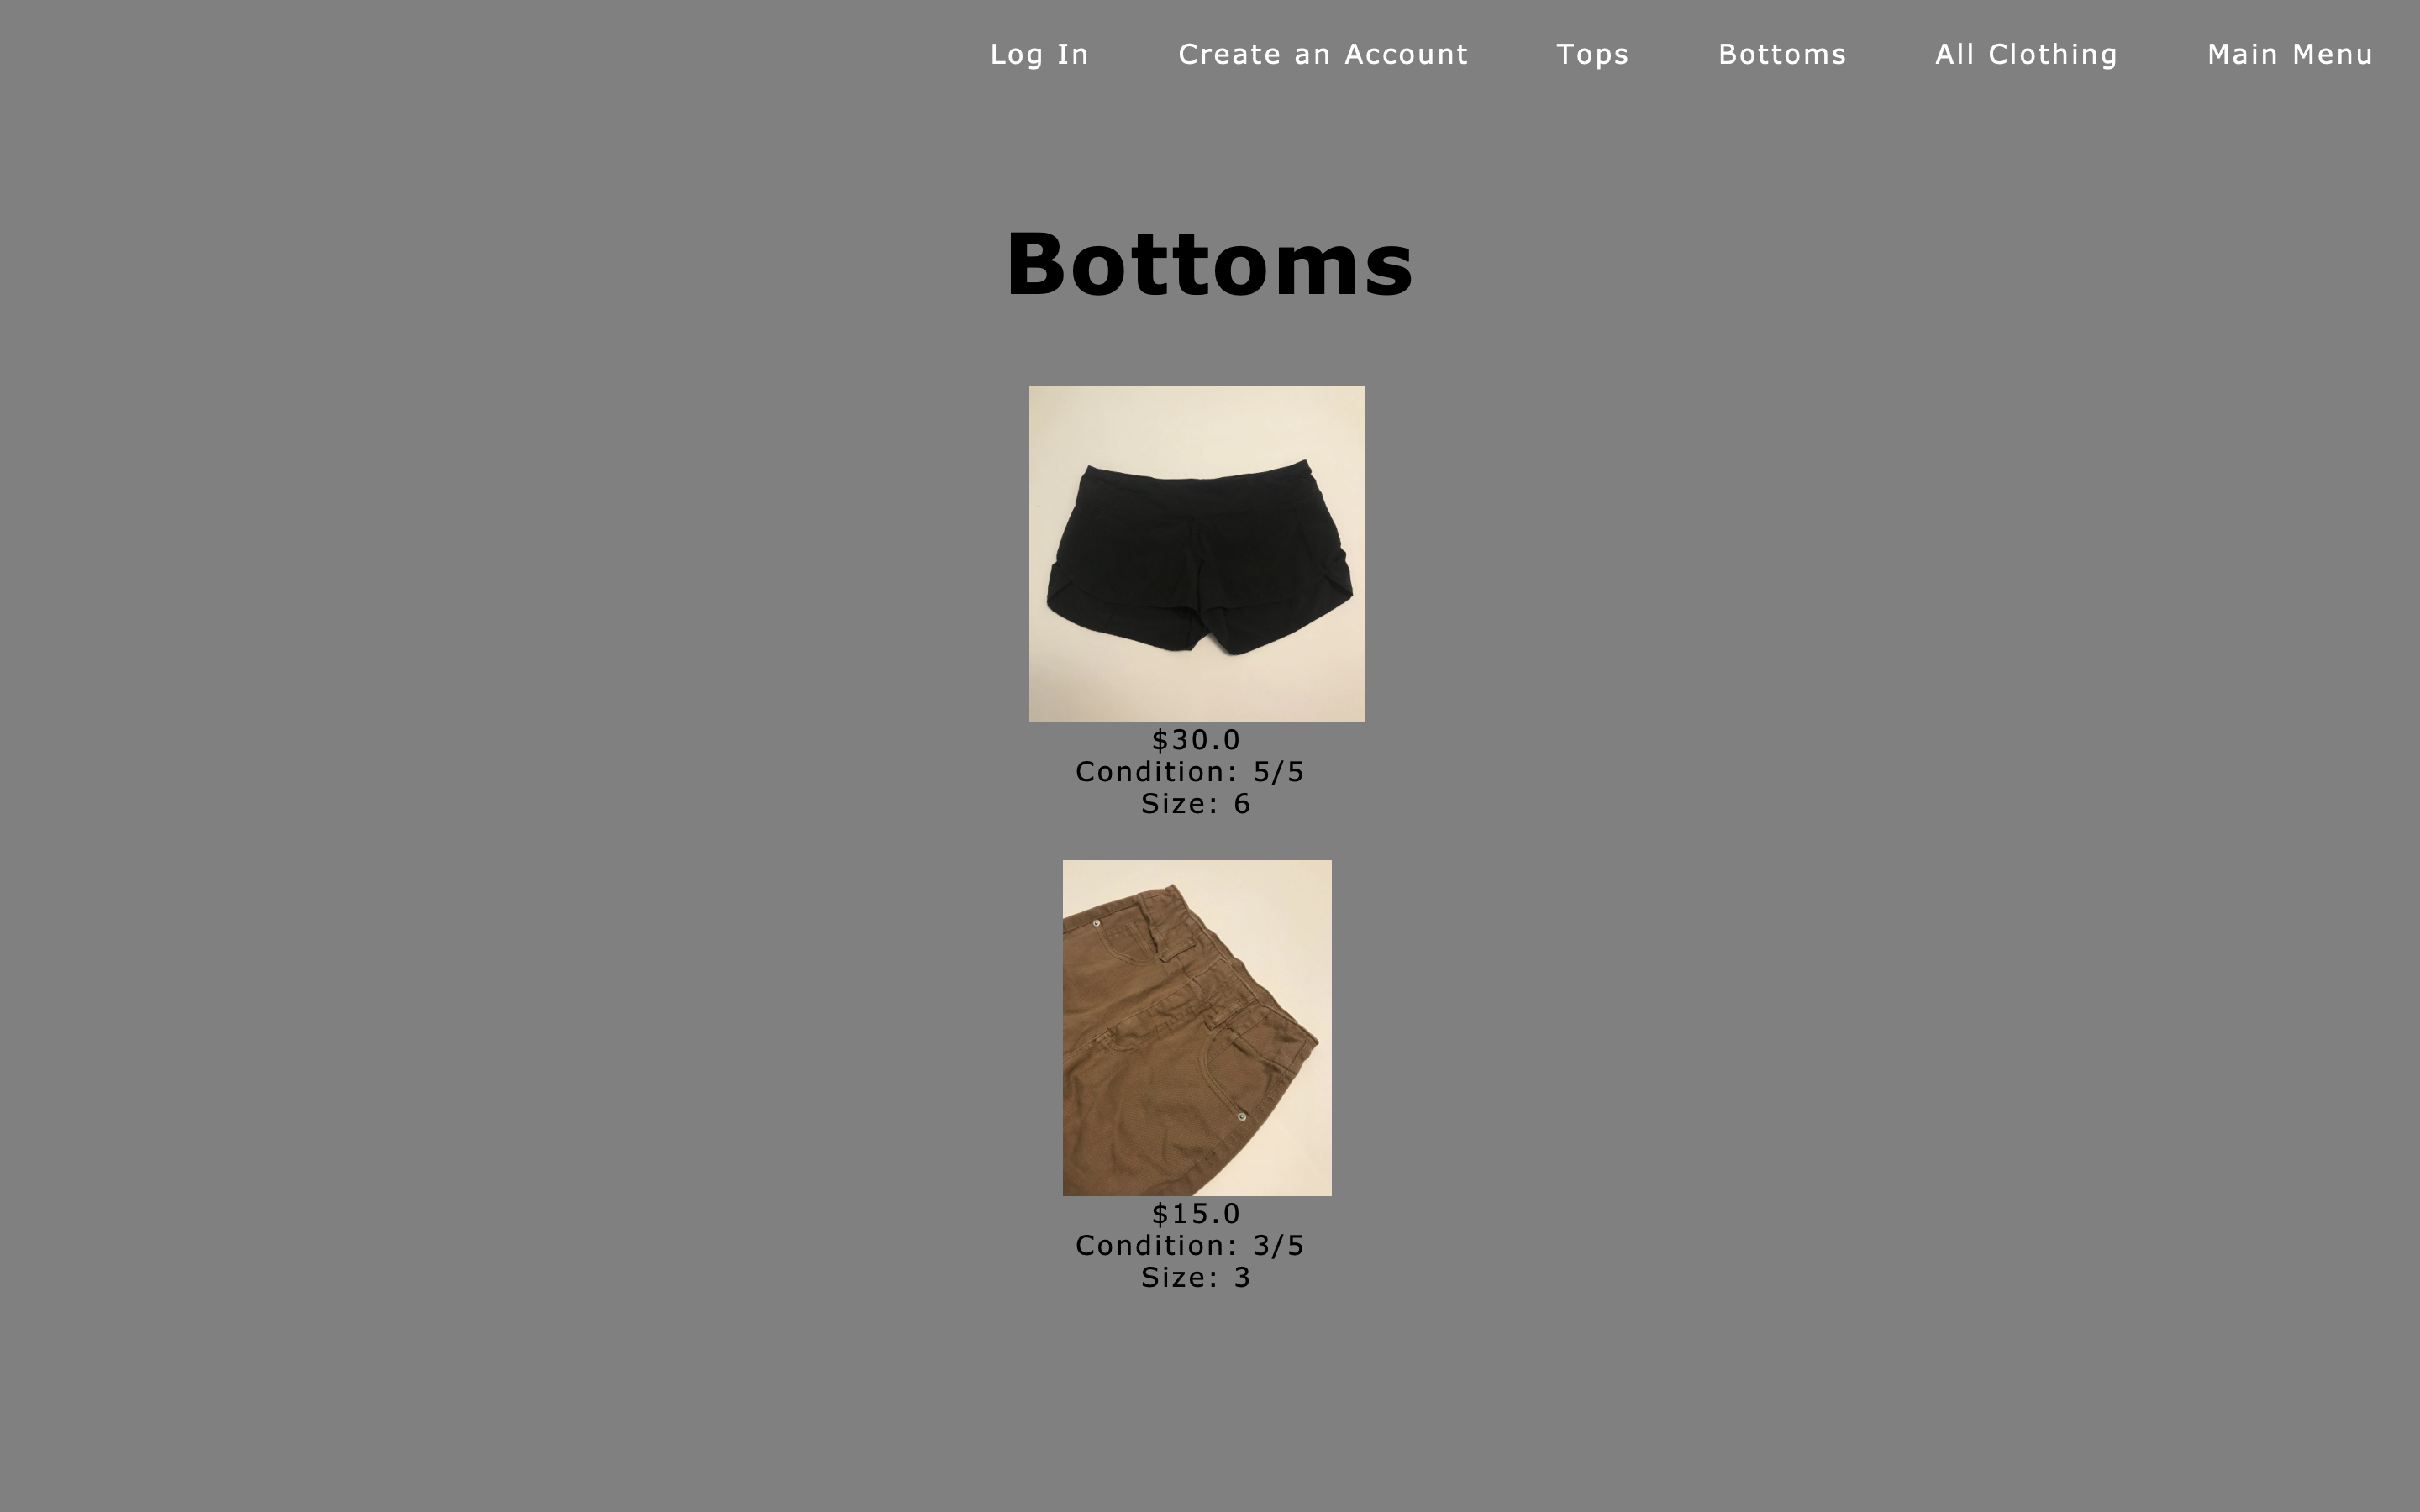 Log In Create an Account Tops Bottoms All Clothing Main Menu
Bottoms
$30.0
Condition: 5/5
Size: 6
$15.0
Condition: 3/5
Size: 3